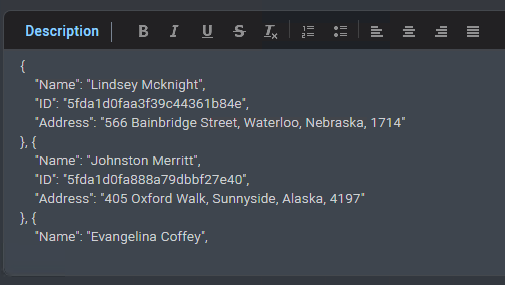 Description B I U S Tx
{
"Name": "Lindsey Mcknight",
"ID": "5fda1d0faa3f39c44361b84e",
"Address": "566 Bainbridge Street, Waterloo, Nebraska, 1714"
}, {
"Name": "Johnston Merritt",
"ID": "5fda1d0fa888a79dbbf27e40",
"Address": "405 Oxford Walk, Sunnyside, Alaska, 4197"
}, {
"Name": "Evangelina Coffey",